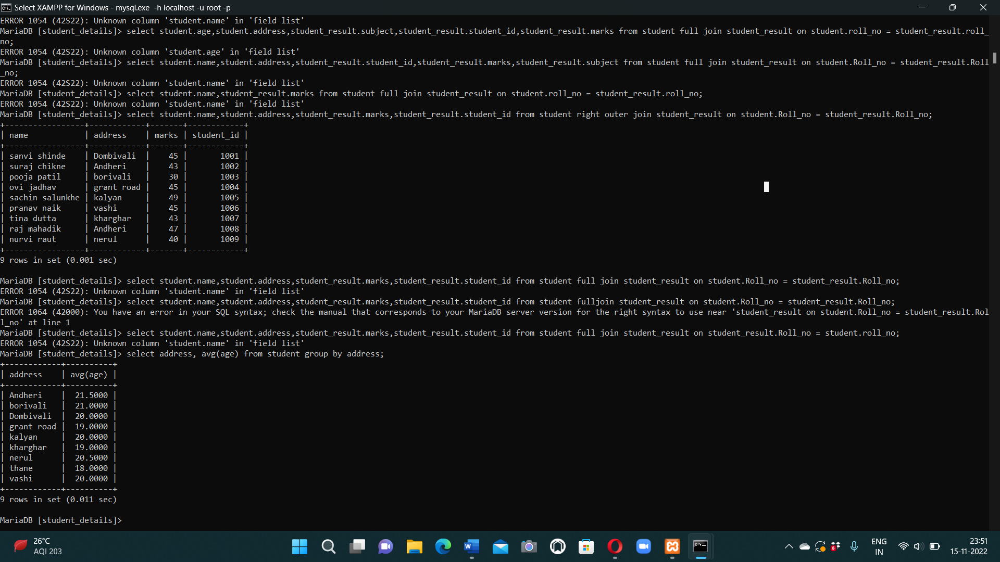 Select XAMPP for Windows - mysql.exe -h localhost -u root -p
ERROR 1054 (42S22): Unknown column 'student.name' in 'field list'
MariaDB [student_details]> select student.age,student.address,student_result.subject,student_result.student_id,student_result.marks from student full join student_result on student.roll_no = student_result.roll_
no;
ERROR 1054 (42S22): Unknown column 'student.age' in 'field list'
MariaDB [student_details]> select student.name,student.address,student_result.student_id,student_result.marks,student_result.subject from student full join student_result on student.Roll_no = student_result.Roll
_no;
ERROR 1054 (42S22): Unknown column 'student.name' in 'field list'
MariaDB [student_details]> select student.name,student_result.marks from student full join student_result on student.roll_no = student_result.roll_no;
ERROR 1054 (42S22): Unknown column 'student.name' in 'field list'
MariaDB [student_details]> select student.name,student.address,student_result.marks,student_result.student_id from student right outer join student_result on student.Roll_no = student_result.Roll_no;
+-----------------+------------+-------+------------+
| name            | address    | marks | student_id |
+-----------------+------------+-------+------------+
| sanvi shinde    | Dombivali  |    45 |       1001 |
| suraj chikne    | Andheri    |    43 |       1002 |
| pooja patil     | borivali   |    30 |       1003 |
| ovi jadhav      | grant road |    45 |       1004 |
| sachin salunkhe | kalyan     |    49 |       1005 |
| pranav naik     | vashi      |    45 |       1006 |
| tina dutta      | kharghar   |    43 |       1007 |
| raj mahadik     | Andheri    |    47 |       1008 |
| nurvi raut      | nerul      |    40 |       1009 |
+-----------------+------------+-------+------------+
9 rows in set (0.001 sec)
MariaDB [student_details]> select student.name,student.address,student_result.marks,student_result.student_id from student full join student_result on student.Roll_no = student_result.Roll_no;
ERROR 1054 (42S22): Unknown column 'student.name' in 'field list'
MariaDB [student_details]> select student.name,student.address,student_result.marks,student_result.student_id from student fulljoin student_result on student.Roll_no = student_result.Roll_no;
ERROR 1064 (42000): You have an error in your SQL syntax; check the manual that corresponds to your MariaDB server version for the right syntax to use near 'student_result on student.Roll_no = student_result.Rol
l_no' at line 1
MariaDB [student_details]> select student.name,student.address,student_result.marks,student_result.student_id from student full join student_result on student_result.Roll_no = student.roll_no;
ERROR 1054 (42S22): Unknown column 'student.name' in 'field list'
MariaDB [student_details]> select address, avg(age) from student group by address;
+------------+----------+
| address    | avg(age) |
+------------+----------+
| Andheri    |  21.5000 |
| borivali   |  21.0000 |
| Dombivali  |  20.0000 |
| grant road |  19.0000 |
| kalyan     |  20.0000 |
| kharghar   |  19.0000 |
| nerul      |  20.5000 |
| thane      |  18.0000 |
| vashi      |  20.0000 |
+------------+----------+
9 rows in set (0.011 sec)
MariaDB [student_details]>
26°C
AQI 203
ENG
IN
23:51
15-11-2022